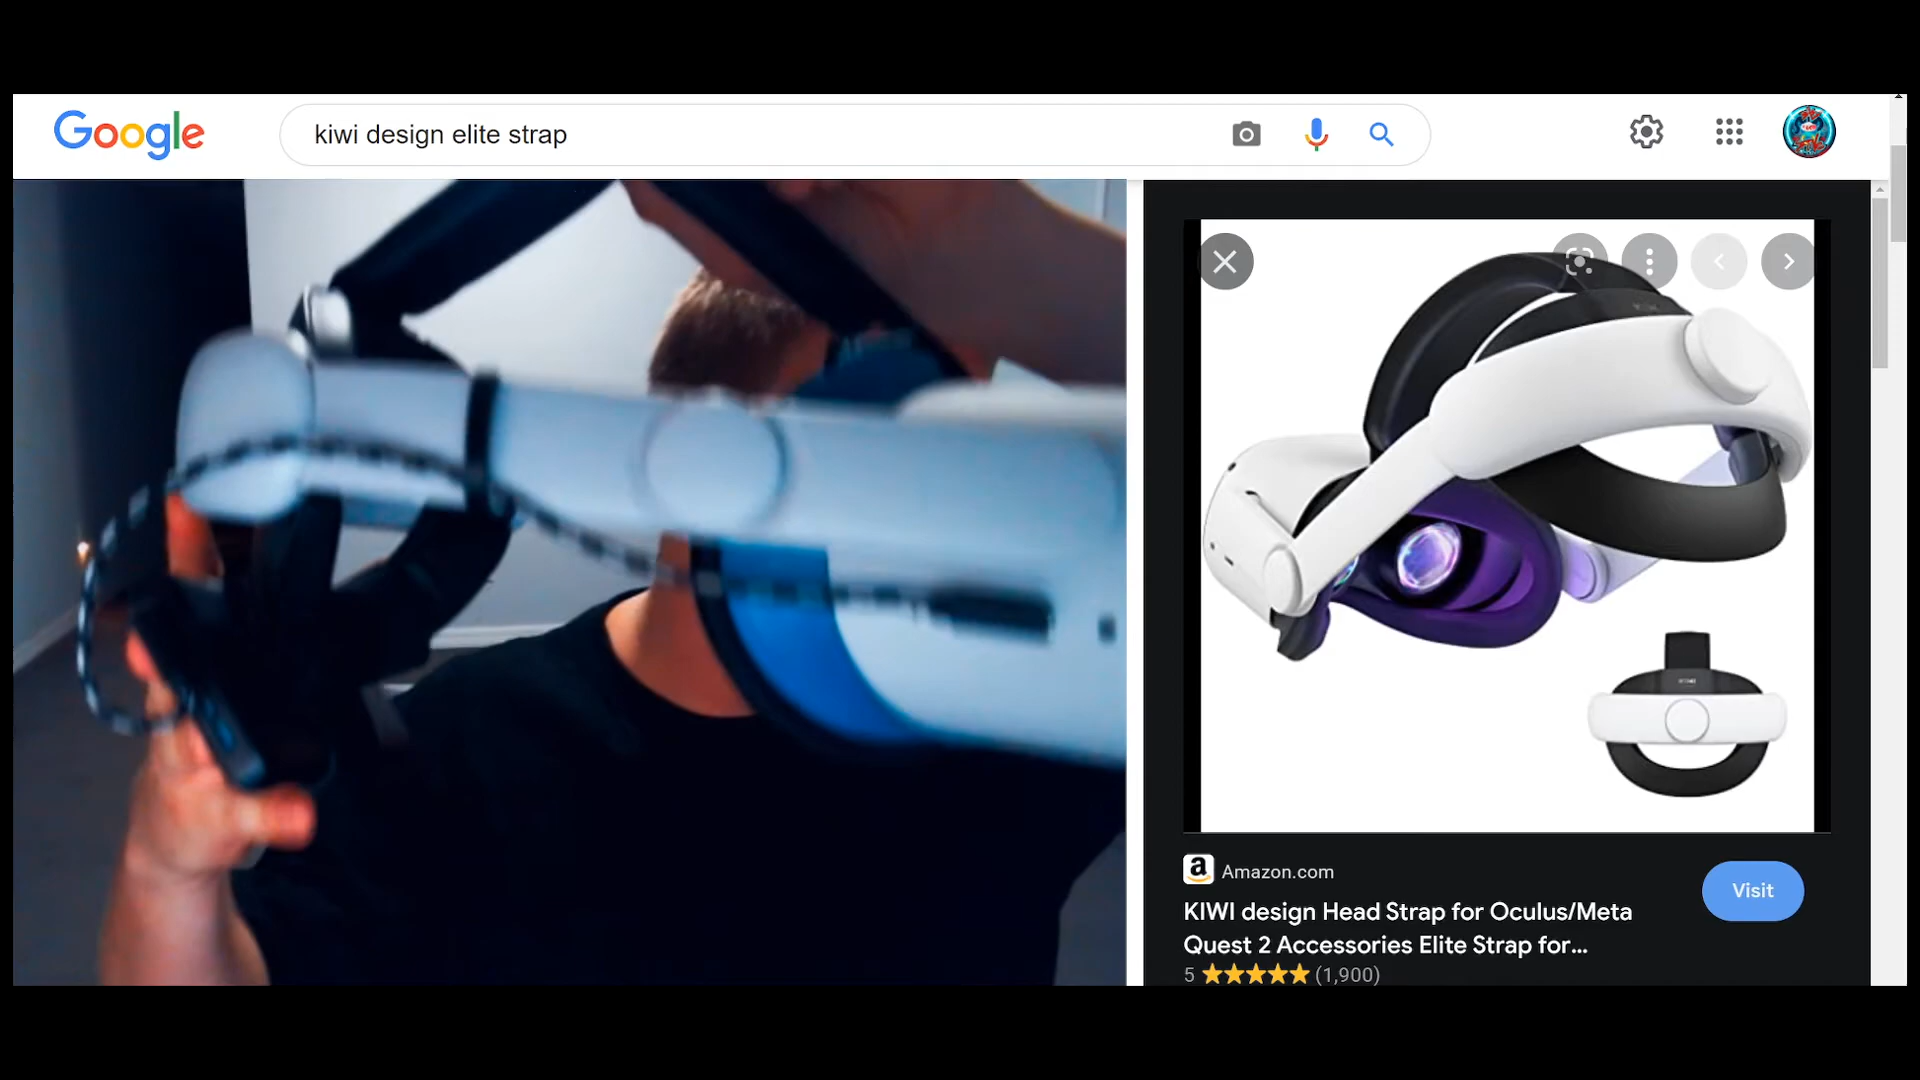 Google
kiwi design elite strap
Amazon.com
Visit
KIWI design Head Strap for Oculus/Meta
Quest 2 Accessories Elite Strap for...
5 ★★★★★ (1,900)